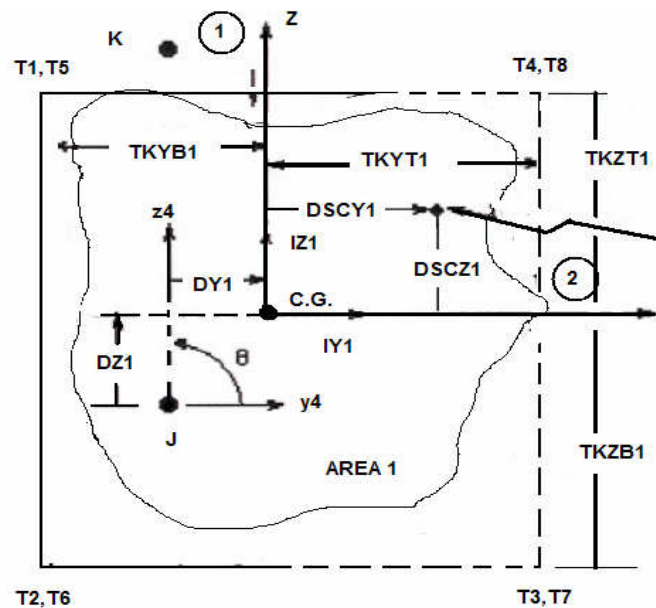 K
1
Z
T1, T5
T4, T8
TKYB1
TKYT1
TKZT1
z4
DSCY1
IZ1
DSCZ1
DY1
2
C.G.
DZ1
θ
IY1
y4
J
TKZB1
AREA 1
T2, T6
T3, T7